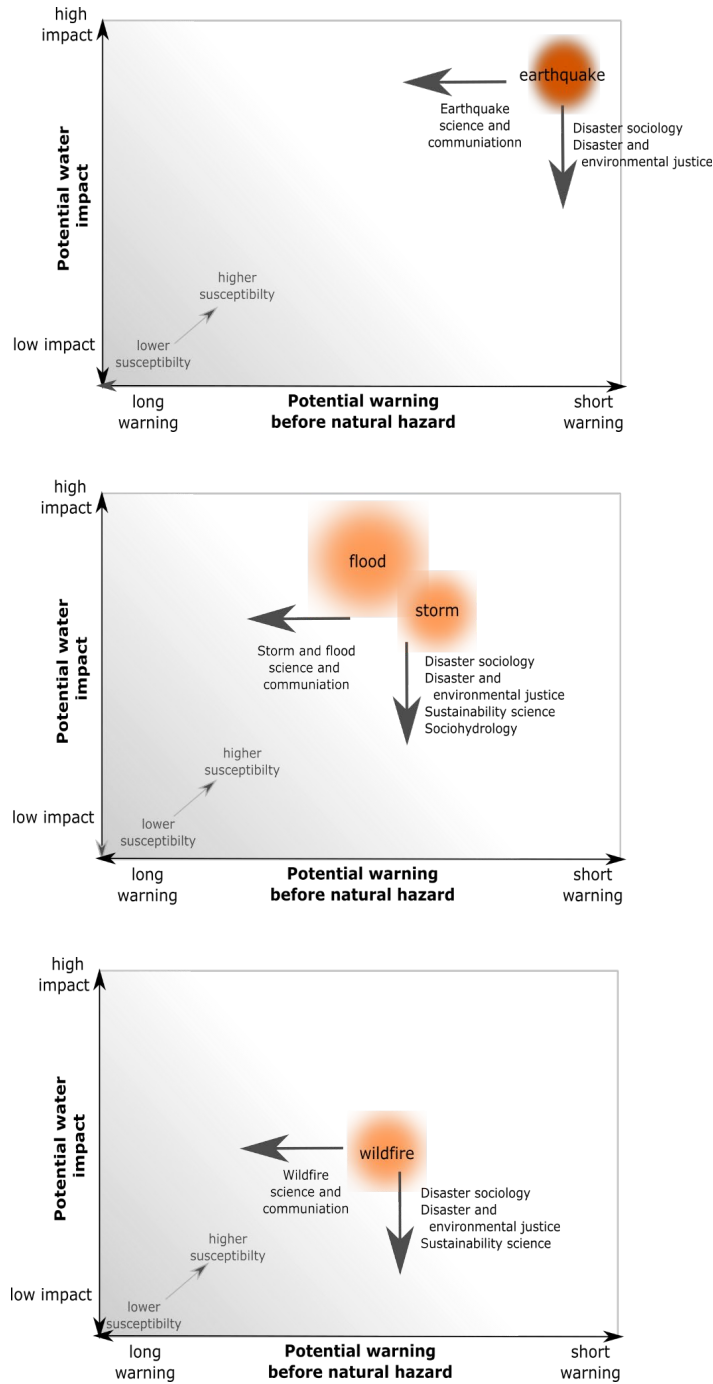 high
impact
earthquake
Earthquake
science and
communiationn
Disaster sociology
Disaster and
environmental justice
Potential water
impact
higher
susceptibilty
lower
susceptibilty
low impact
long
warning
Potential warning
before natural hazard
short
warning
high
impact
flood
storm
Storm and flood
science and
communiation
Disaster sociology
Disaster and
environmental justice
Sustainability science
Sociohydrology
Potential water
impact
higher
susceptibilty
lower
susceptibilty
low impact
long
warning
Potential warning
before natural hazard
short
warning
high
impact
wildfire
Wildfire
science and
communiation
Disaster sociology
Disaster and
environmental justice
Sustainability science
Potential water
impact
higher
susceptibilty
lower
susceptibilty
low impact
long
warning
Potential warning
before natural hazard
short
warning